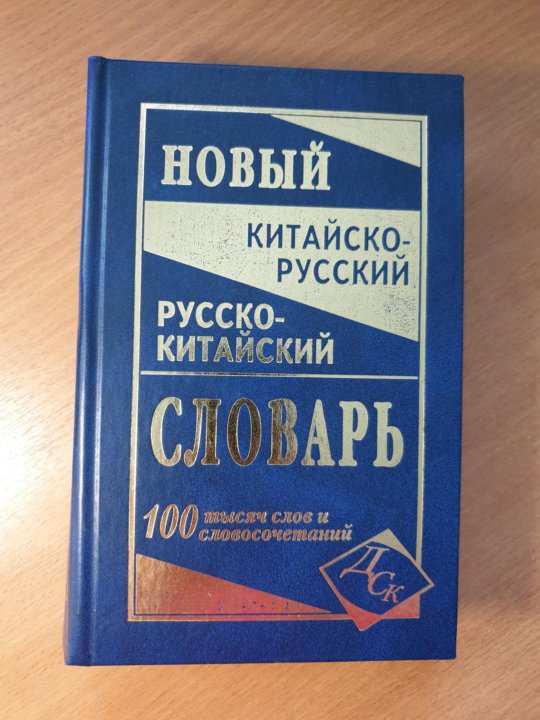 НОВЫЙ
КИТАЙСКО-
РУССКИЙ
РУССКО-
КИТАЙСКИЙ
СЛОВАРЬ
100 тысяч слов и
словосочетаний
ДСК